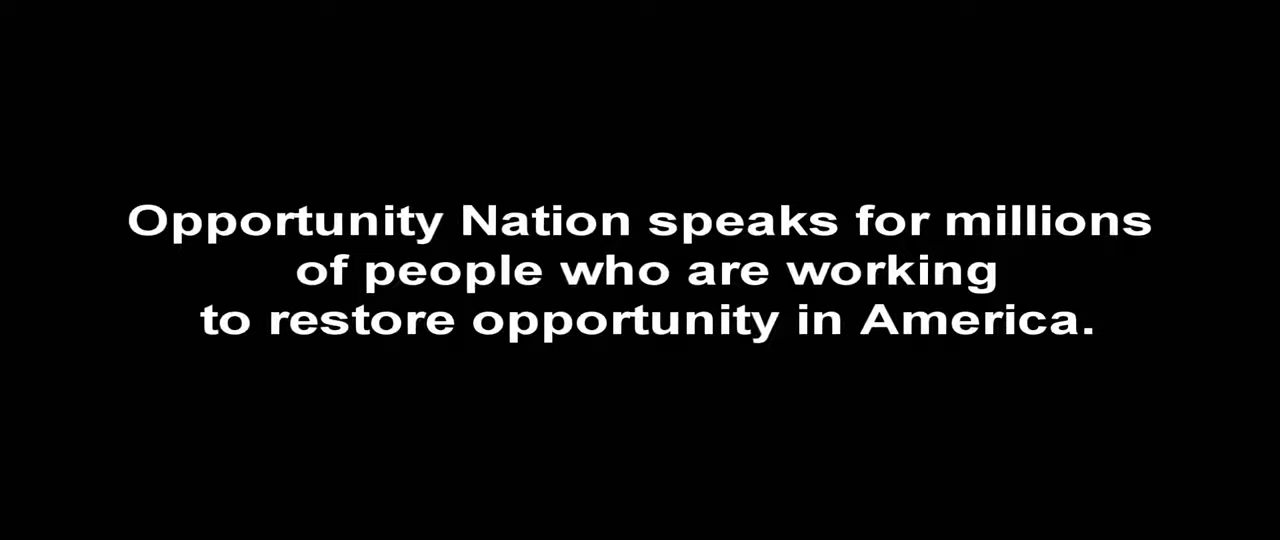 Opportunity Nation speaks for millions
of people who are working
to restore opportunity in America.